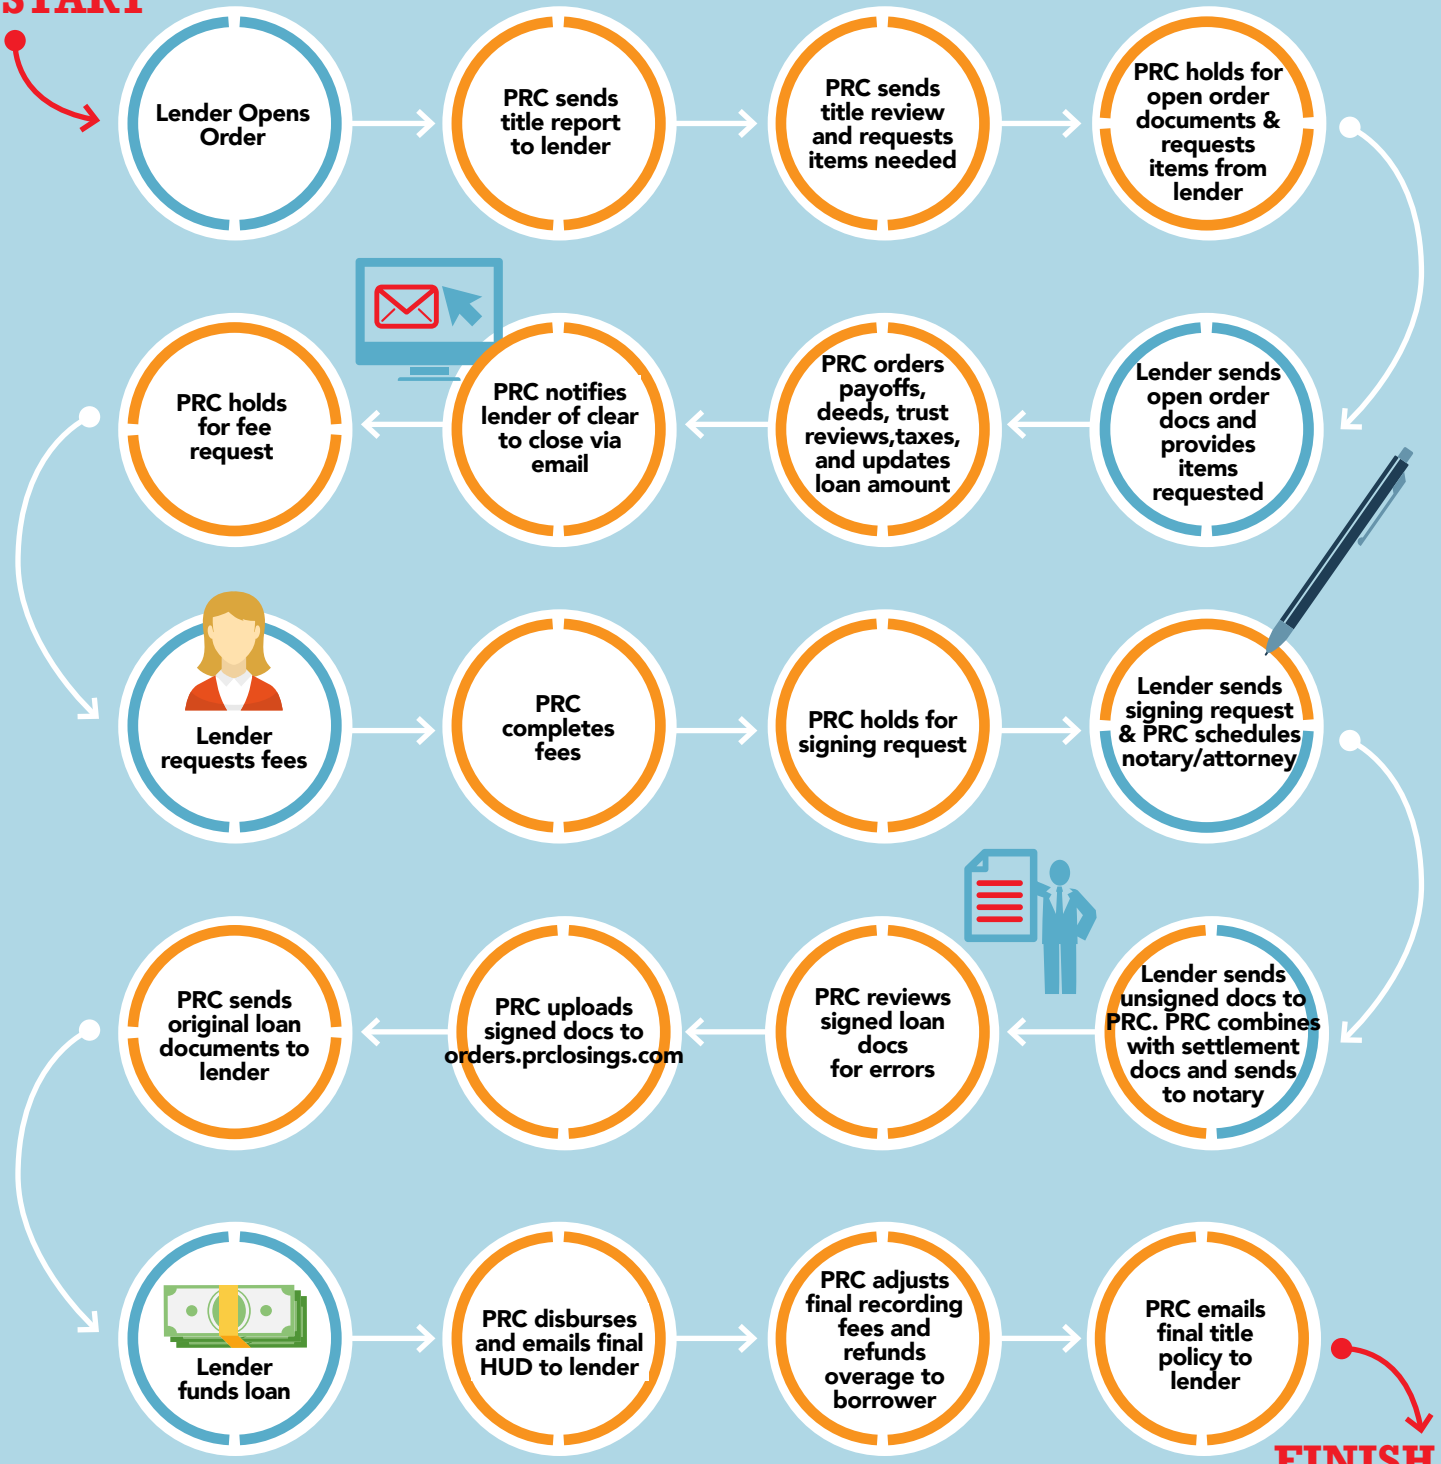 START
Lender Opens
Order
PRC sends
title report
to lender
PRC sends
title review
and requests
items needed
PRC holds for
open order
documents &
requests
items from
lender
Lender sends
open order
docs and
provides
items
requested
PRC orders
payoffs,
deeds, trust
reviews,taxes,
and updates
loan amount
PRC notifies
lender of clear
to close via
email
PRC holds
for fee
request
Lender
requests fees
PRC
completes
fees
PRC holds for
signing request
Lender sends
signing request
& PRC schedules
notary/attorney
Lender sends
unsigned docs to
PRC. PRC combines
with settlement
docs and sends
to notary
PRC reviews
signed loan
docs
for errors
PRC uploads
signed docs to
orders.prclosings.com
PRC sends
original loan
documents to
lender
Lender
funds loan
PRC disburses
and emails final
HUD to lender
PRC adjusts
final recording
fees and
refunds
overage to
borrower
PRC emails
final title
policy to
lender
FINISH